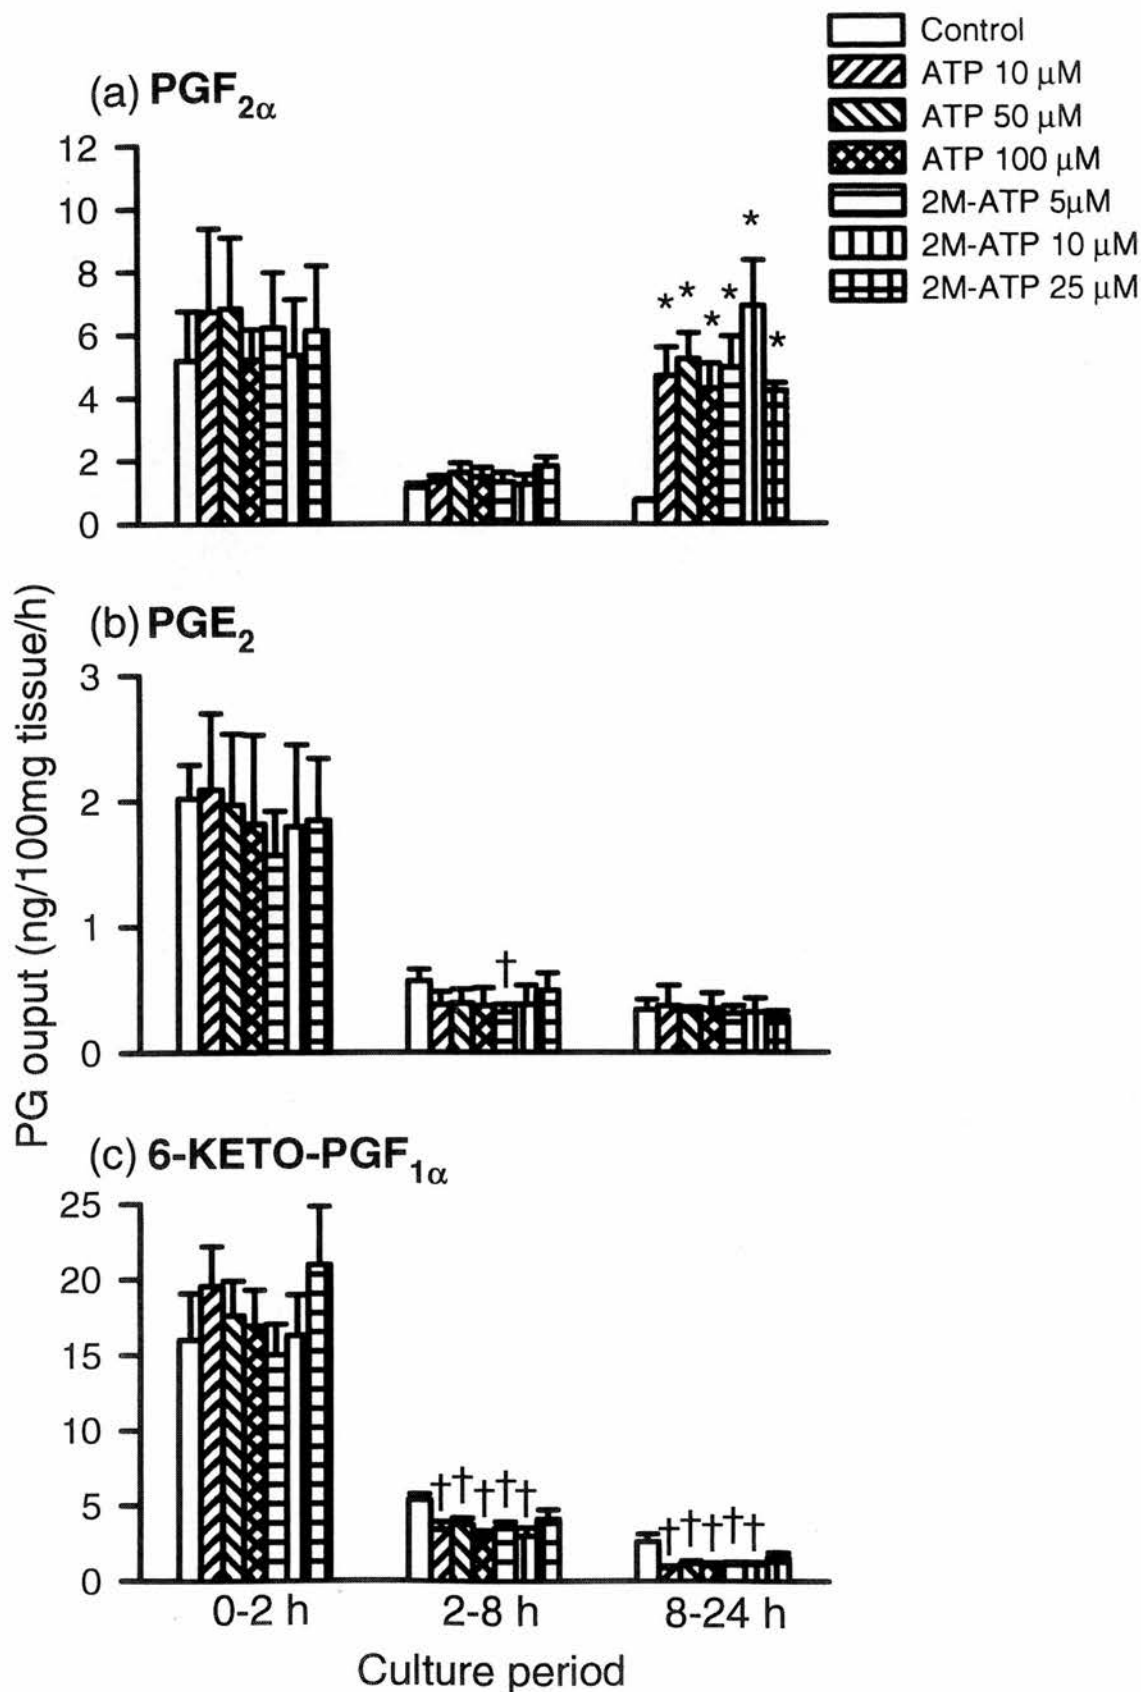 Control
ATP 10 µM
ATP 50 µM
ATP 100 µM
2M-ATP 5µM
2M-ATP 10 µM
2M-ATP 25 µM
(a) PGF2α
12
10
8
6
4
2
0
* * * * * *
PG ouput (ng/100mg tissue/h)
(b) PGE2
3
2
1
0
†
(c) 6-KETO-PGF1α
25
20
15
10
5
0
† † † † †
† † † † †
0-2 h 2-8 h 8-24 h
Culture period